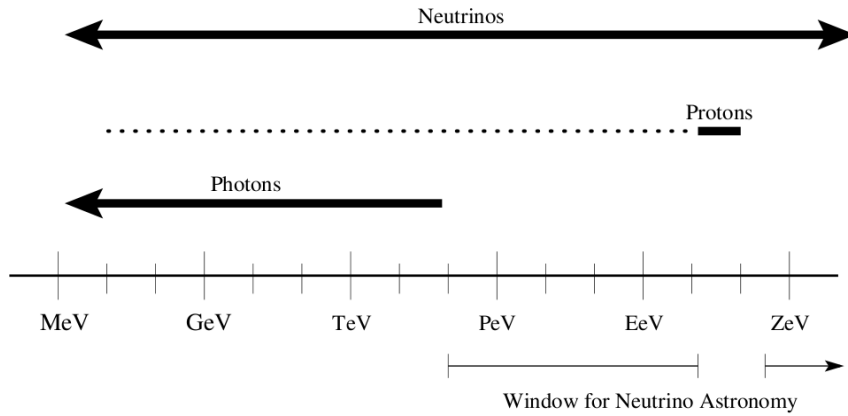 Neutrinos
Protons
Photons
MeV GeV TeV PeV EeV ZeV
Window for Neutrino Astronomy